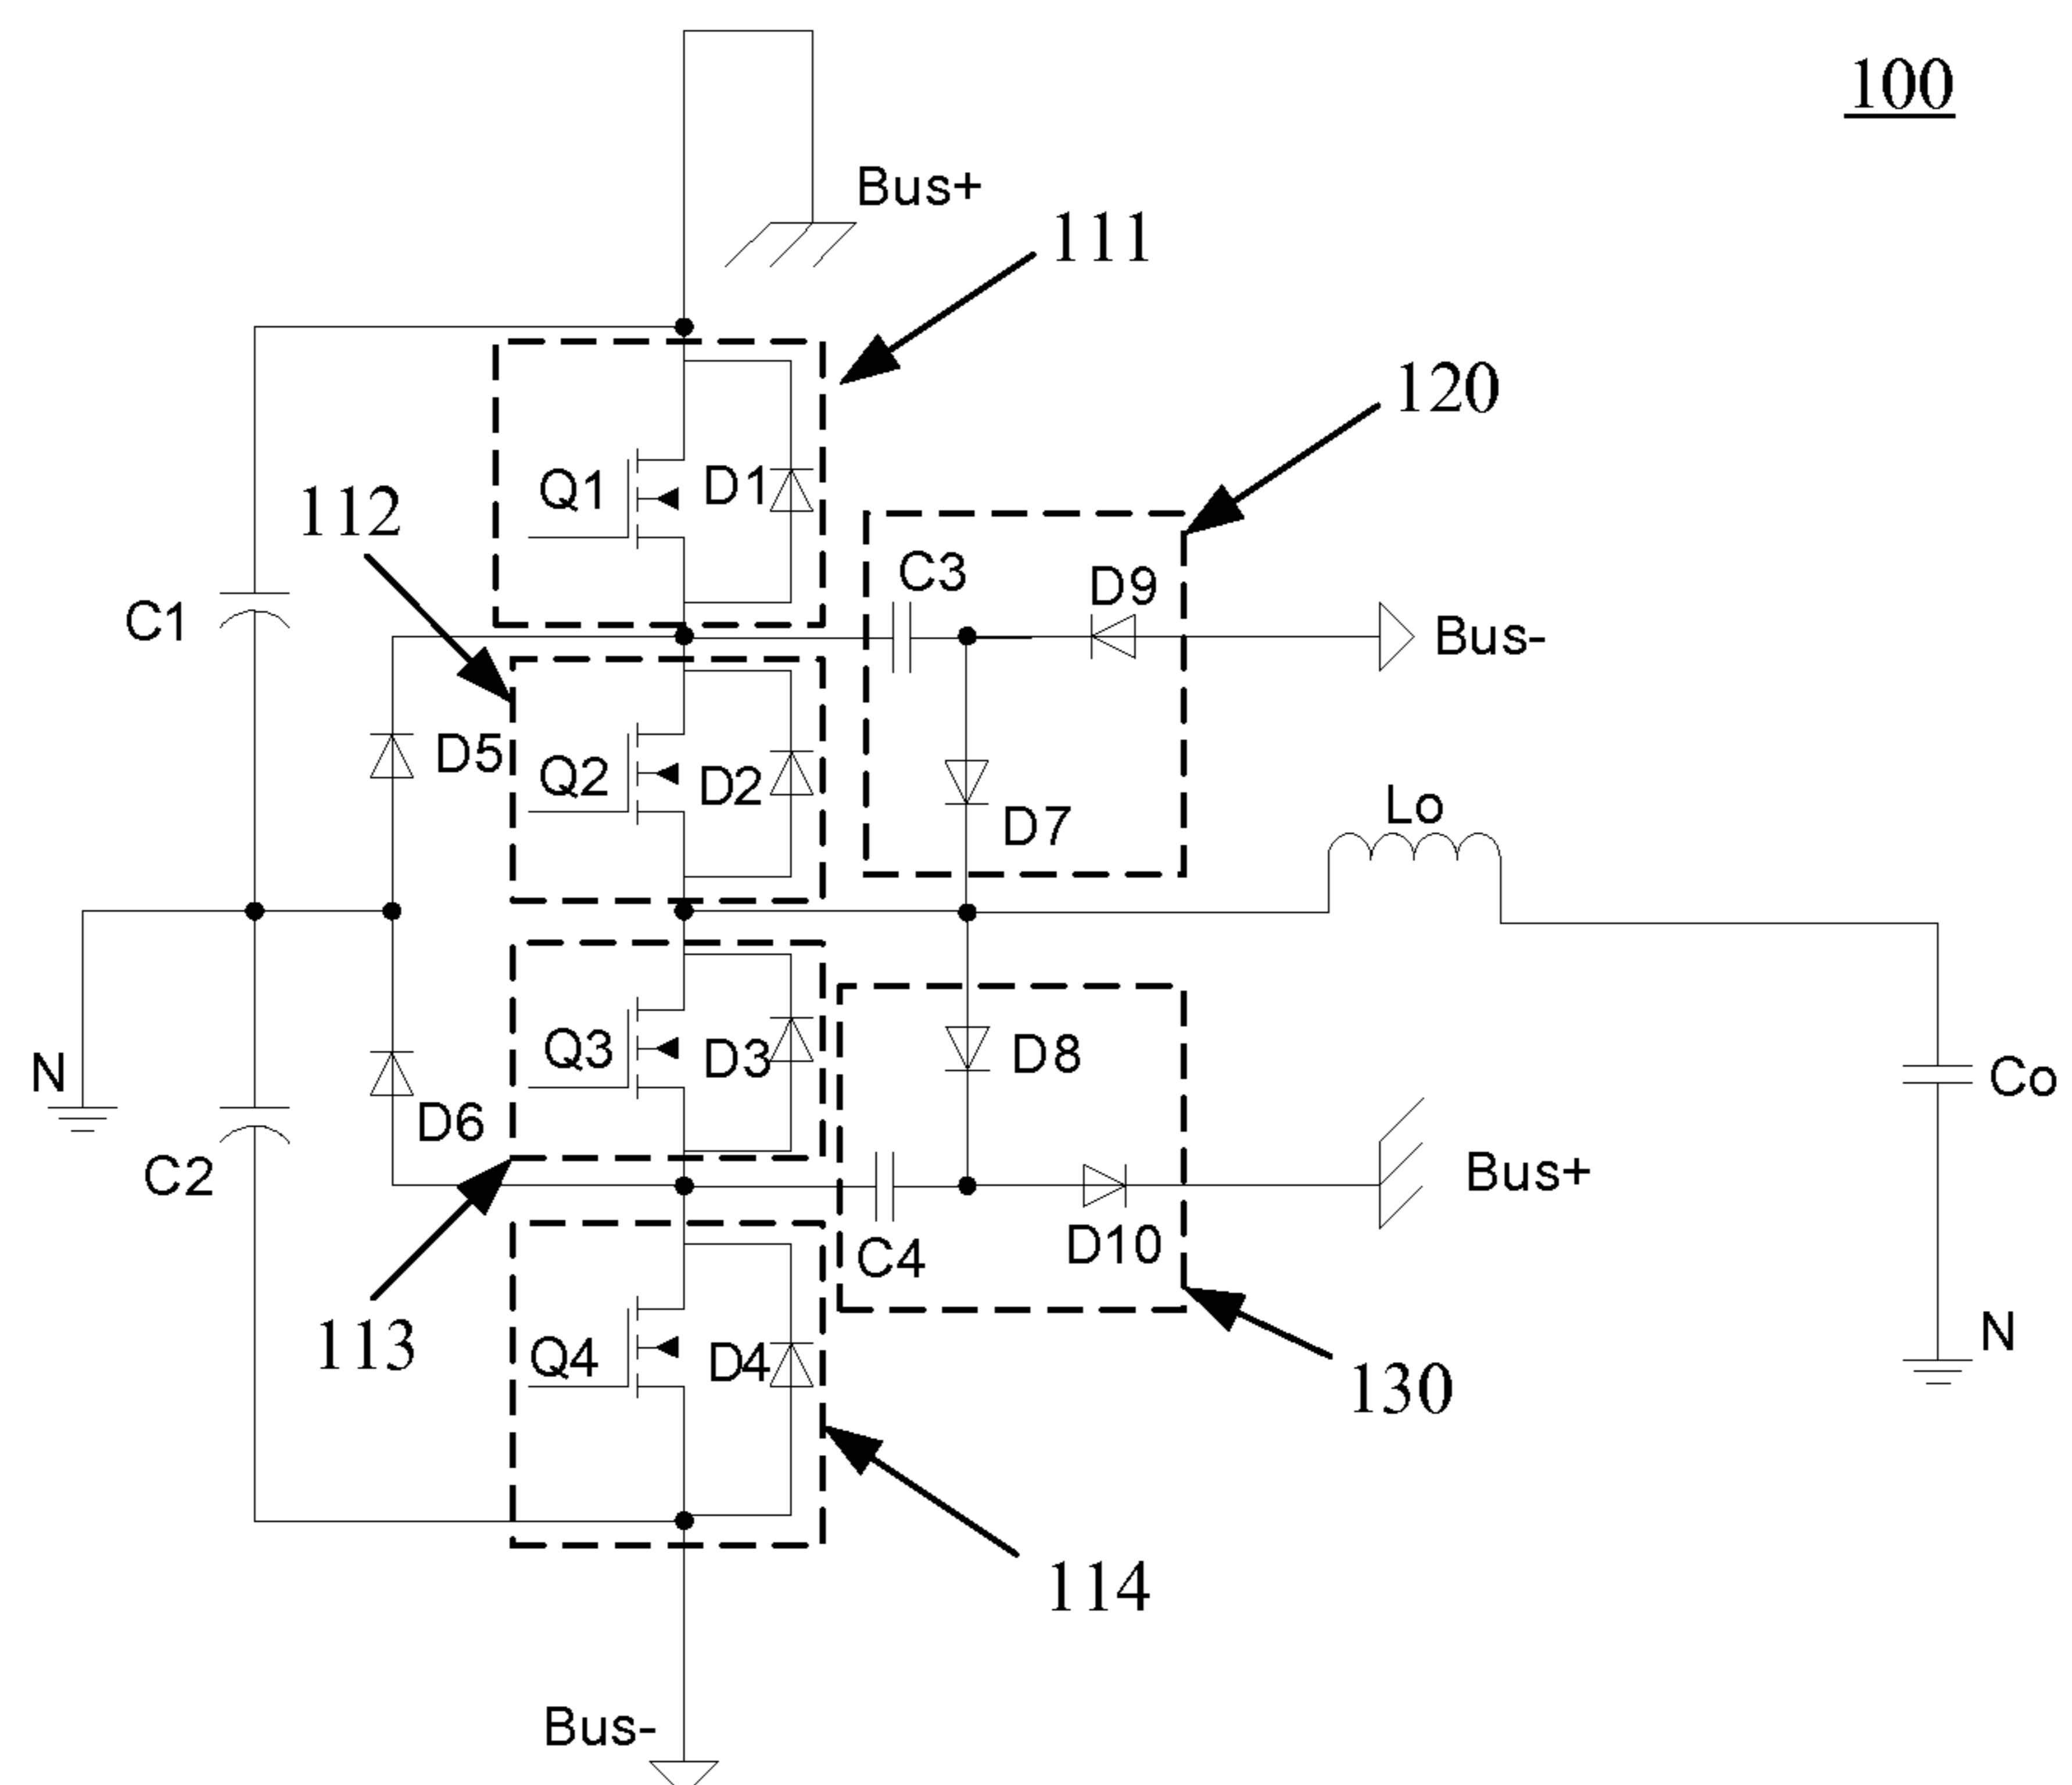 100
Bus+
111
120
Q1
D1
112
C3
D9
C1
Bus-
D5
Q2
D2
D7
Lo
Q3
D3
D8
N
D6
Co
C2
Bus+
C4
D10
113
Q4
D4
N
130
114
Bus-